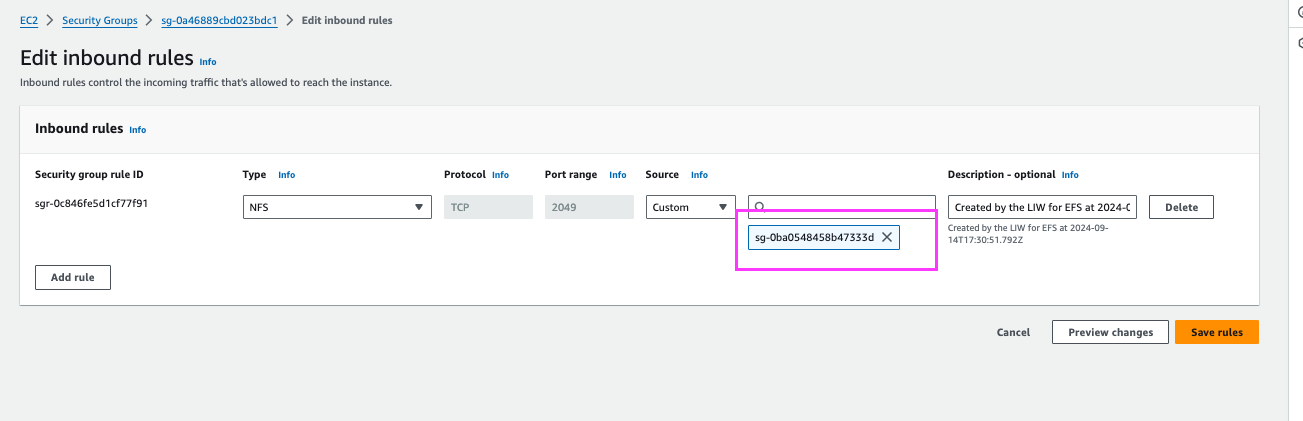 EC2 > Security Groups > sg-0a46889cbd023bdc1 > Edit inbound rules
Edit inbound rules Info
Inbound rules control the incoming traffic that's allowed to reach the instance.
Inbound rules Info
Security group rule ID Type Info Protocol Info Port range Info Source Info Description - optional Info
sgr-0c846fe5d1cf77f91 NFS TCP 2049 Custom Created by the LIW for EFS at 2024-0 Delete
sg-0ba0548458b47333d Created by the LIW for EFS at 2024-09-
14T17:30:51.792Z
Add rule
Cancel Preview changes Save rules